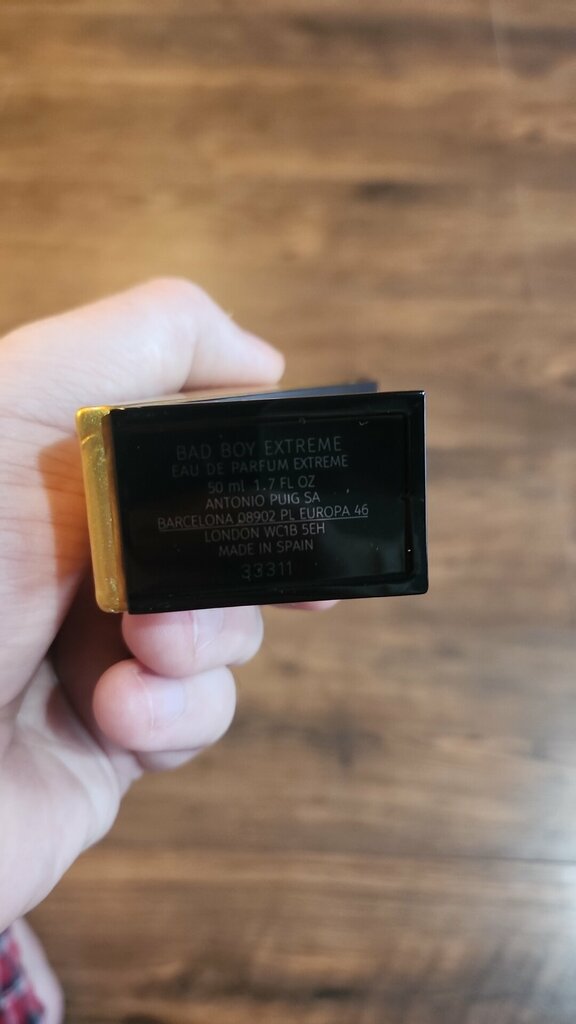 BAD BOY EXTREME
EAU DE PARFUM EXTREME
50 ml 1.7 FL OZ
ANTONIO PUIG SA
BARCELONA 08902 PL EUROPA 46
LONDON WC1B 5EH
MADE IN SPAIN
33311